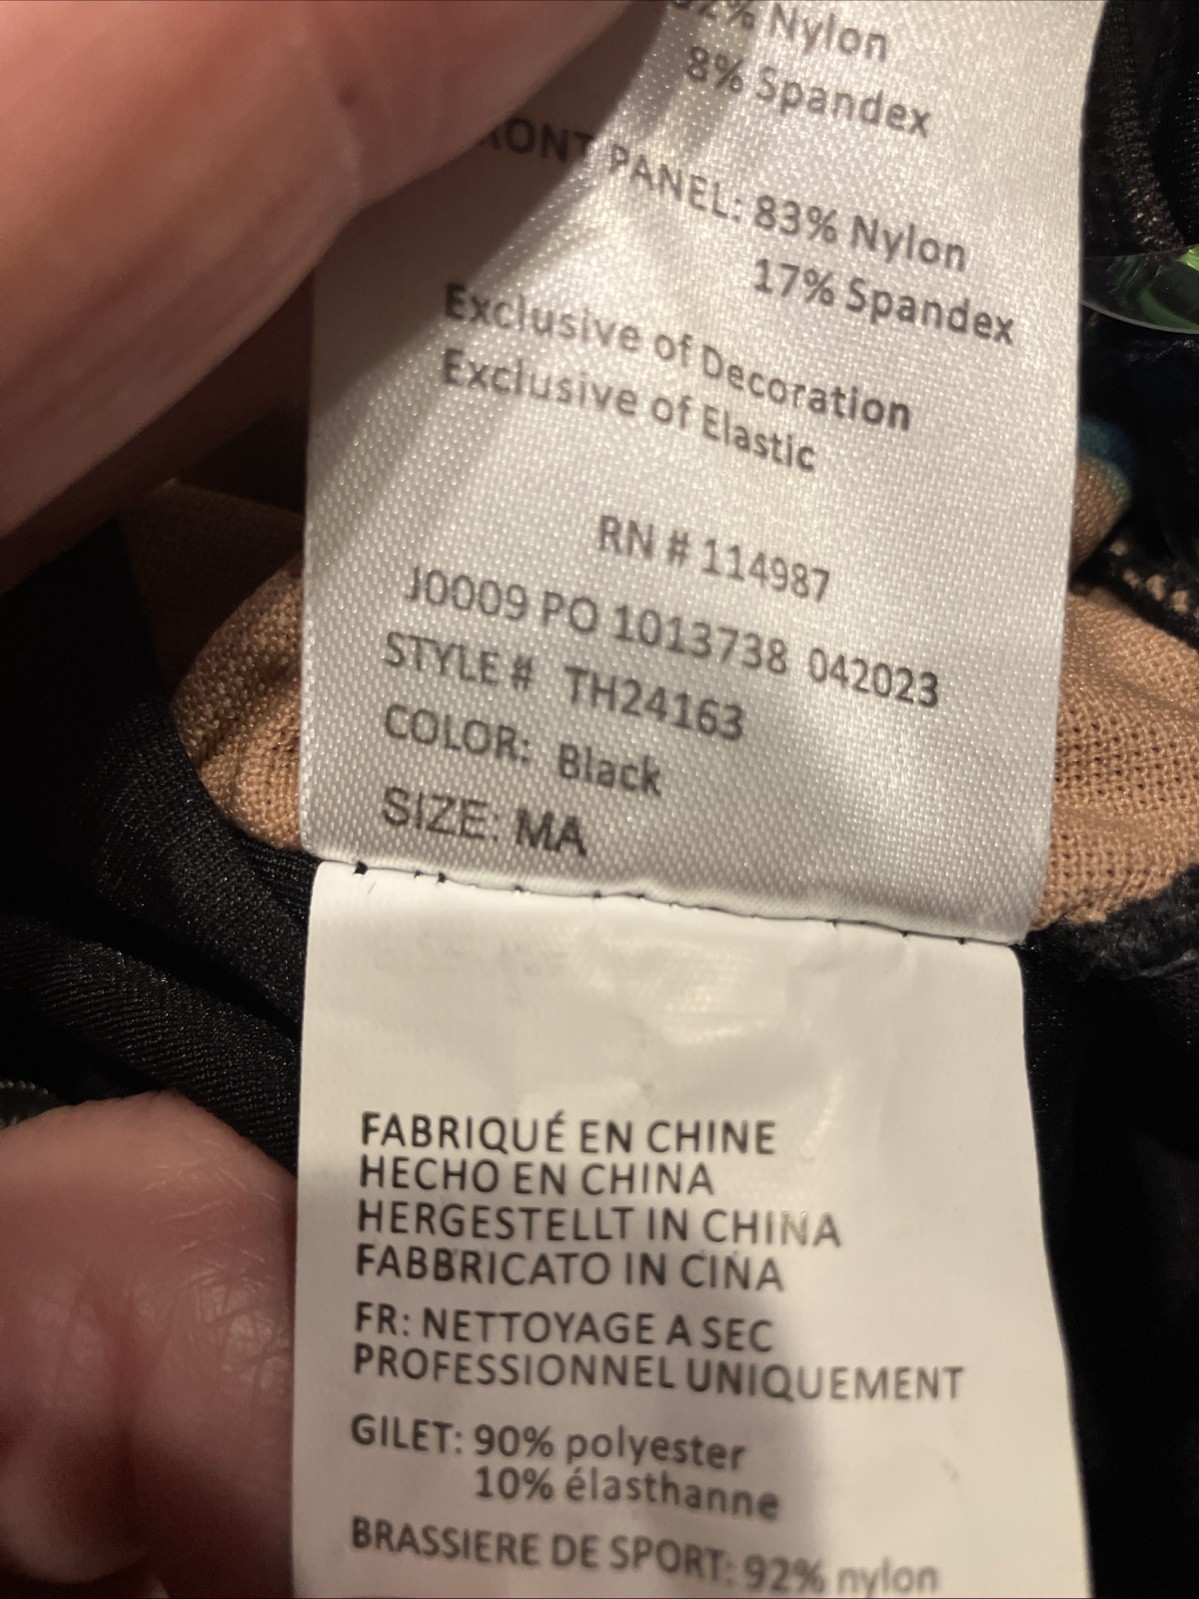 Nylon
8% Spandex
PANEL: 83% Nylon
17% Spandex
Exclusive of Decoration
Exclusive of Elastic
RN # 114987
J0009 PO 1013738 042023
STYLE # TH24163
COLOR: Black
SIZE: MA
FABRIQUÉ EN CHINE
HECHO EN CHINA
HERGESTELLT IN CHINA
FABBRICATO IN CINA
FR: NETTOYAGE A SEC
PROFESSIONNEL UNIQUEMENT
GILET: 90% polyester
10% élasthanne
BRASSIERE DE SPORT: 92% nylon